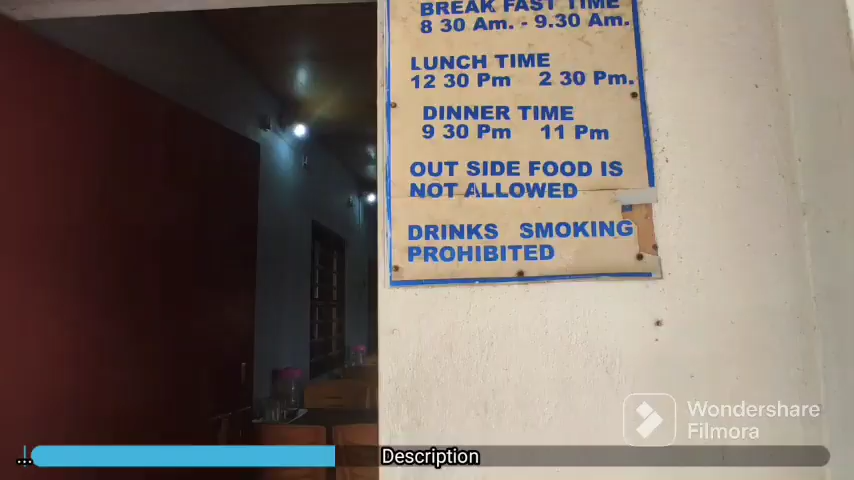 BREAK FAST TIME
8 30 Am. - 9.30 Am.
LUNCH TIME
12 30 Pm 2 30 Pm.
DINNER TIME
9 30 Pm 11 Pm
OUT SIDE FOOD IS
NOT ALLOWED
DRINKS SMOKING
PROHIBITED
Wondershare
Filmora
... Description